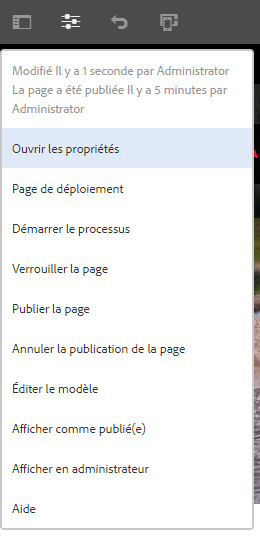 Modifié Il y a 1 seconde par Administrator
La page a été publiée Il y a 5 minutes par
Administrator
Ouvrir les propriétés
Page de déploiement
Démarrer le processus
Verrouiller la page
Publier la page
Annuler la publication de la page
Éditer le modèle
Afficher comme publié(e)
Afficher en administrateur
Aide